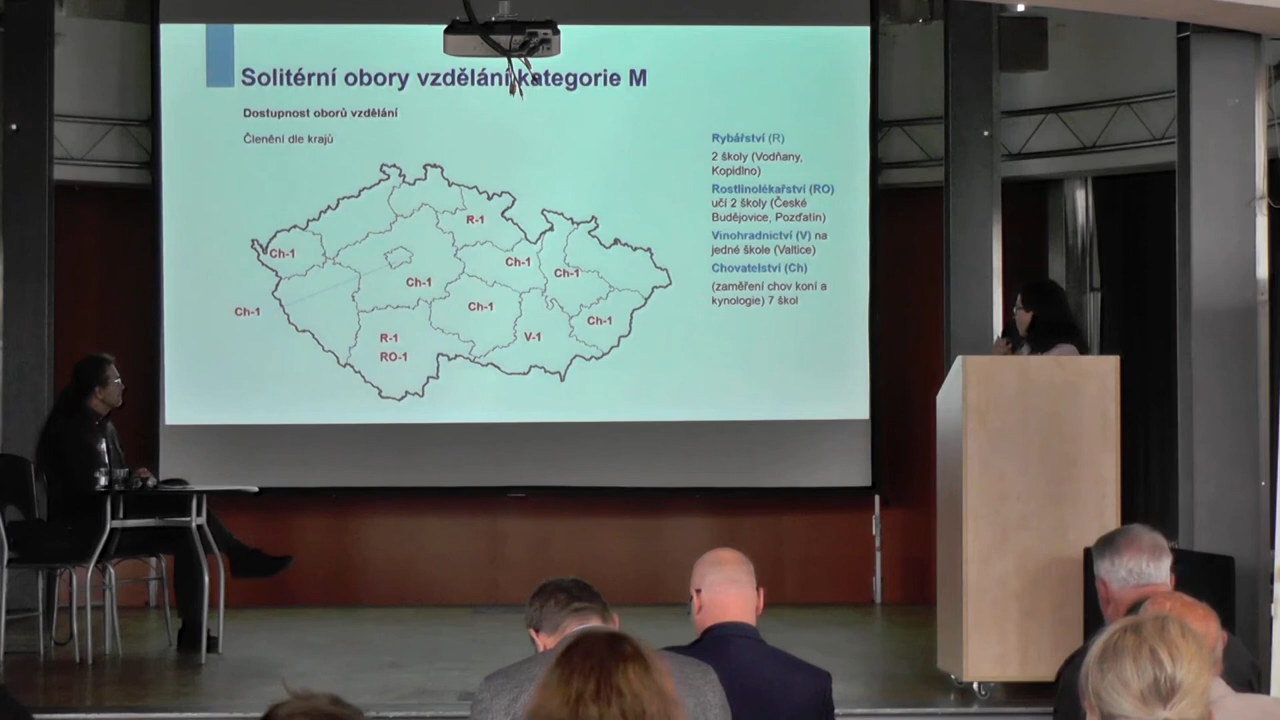 Solitérní obory vzdělání kategorie M
Dostupnost oborů vzdělání
Členění dle krajů
Rybářství (R)
2 školy (Vodňany,
Kopidlno)
Rostlinolékařství (RO)
učí 2 školy (České
Budějovice, Pozďatín)
Vinohradnictví (V) na
jedné škole (Valtice)
Chovatelství (Ch)
(zaměření chov koní a
kynologie) 7 škol
R-1
Ch-1
Ch-1
Ch-1
Ch-1
Ch-1
Ch-1
Ch-1
R-1
V-1
RO-1